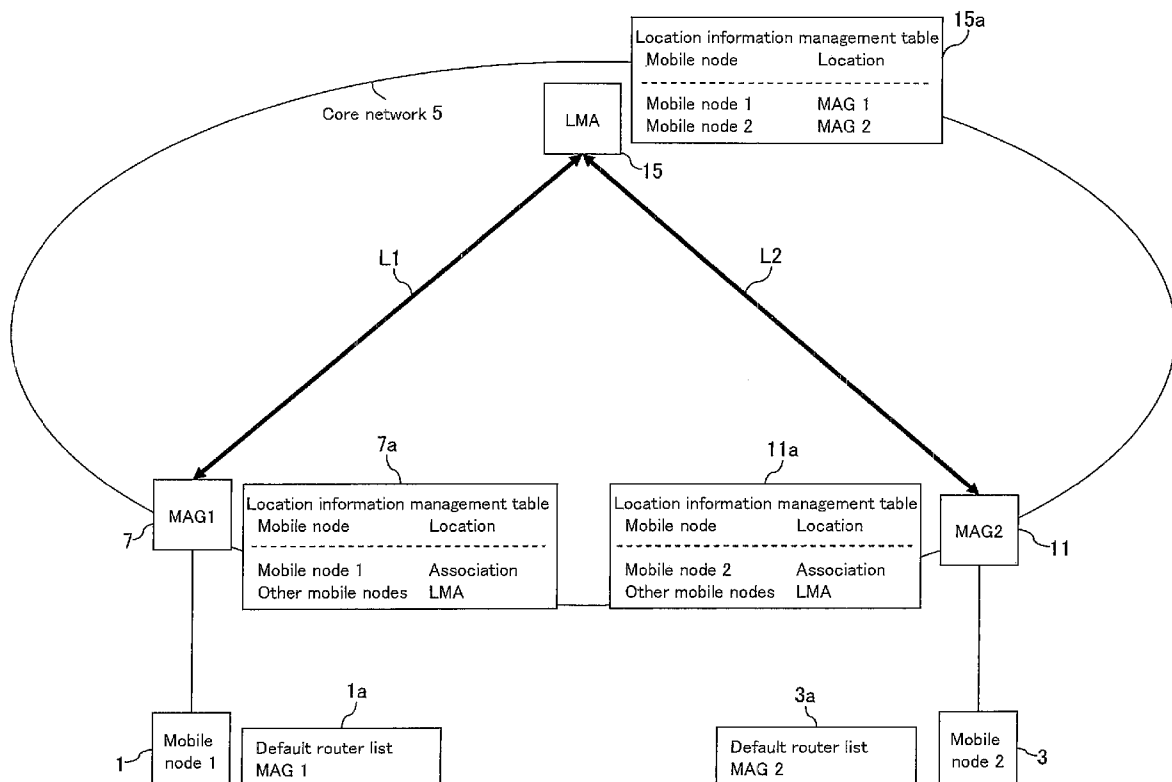 15a
Location information management table
Mobile node Location
Mobile node 1 MAG 1
Mobile node 2 MAG 2
Core network 5
LMA
15
L1
L2
7a
11a
MAG1
7
Location information management table
Mobile node Location
Mobile node 1 Association
Other mobile nodes LMA
Location information management table
Mobile node Location
Mobile node 2 Association
Other mobile nodes LMA
MAG2
11
1a
3a
1
Mobile
node 1
Default router list
MAG 1
Default router list
MAG 2
Mobile
node 2
3